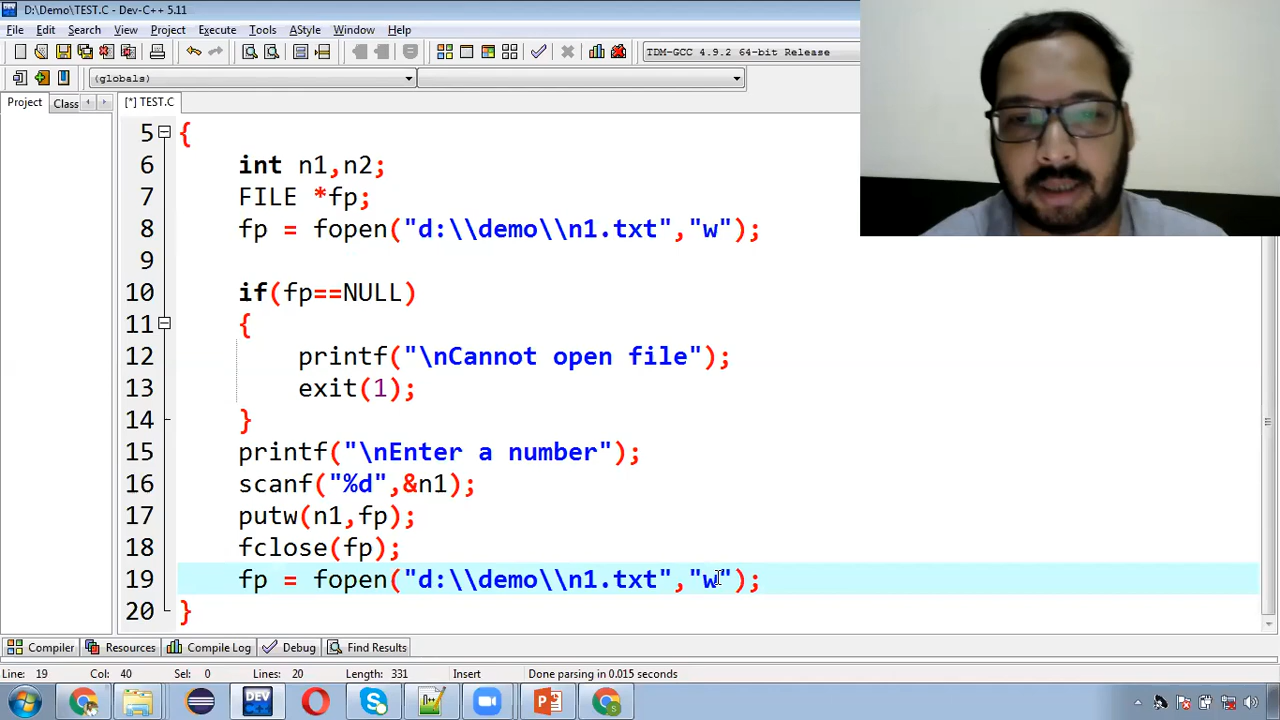 D:\Demo\TEST.C - Dev-C++ 5.11
File Edit Search View Project Execute Tools AStyle Window Help
TDM-GCC 4.9.2 64-bit Release
(globals)
Project Class [*] TEST.C
5 {
6 int n1,n2;
7 FILE *fp;
8 fp = fopen("d:\\demo\\n1.txt","w");
9
10 if(fp==NULL)
11 {
12 printf("\nCannot open file");
13 exit(1);
14 }
15 printf("\nEnter a number");
16 scanf("%d",&n1);
17 putw(n1,fp);
18 fclose(fp);
19 fp = fopen("d:\\demo\\n1.txt","w");
20 }
Compiler Resources Compile Log Debug Find Results
Line: 19 Col: 40 Sel: 0 Lines: 20 Length: 331 Insert Done parsing in 0.015 seconds
DEV